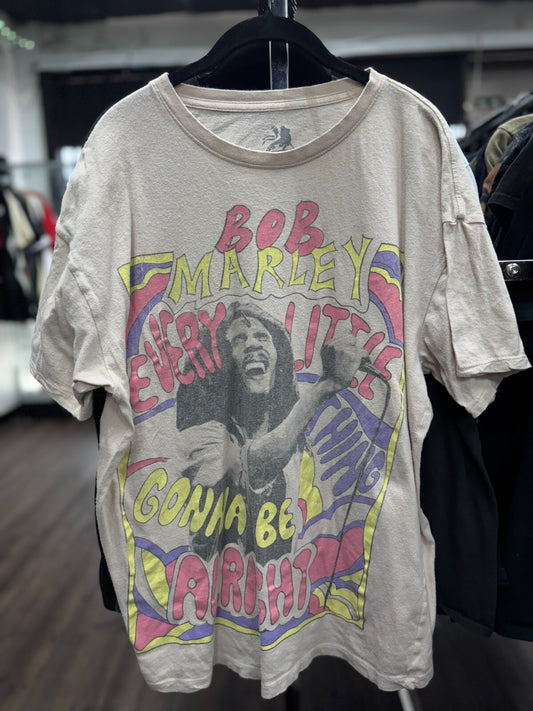 BOB
MARLEY
EVERY LITTLE
THING
GONNA BE
ALRIGHT